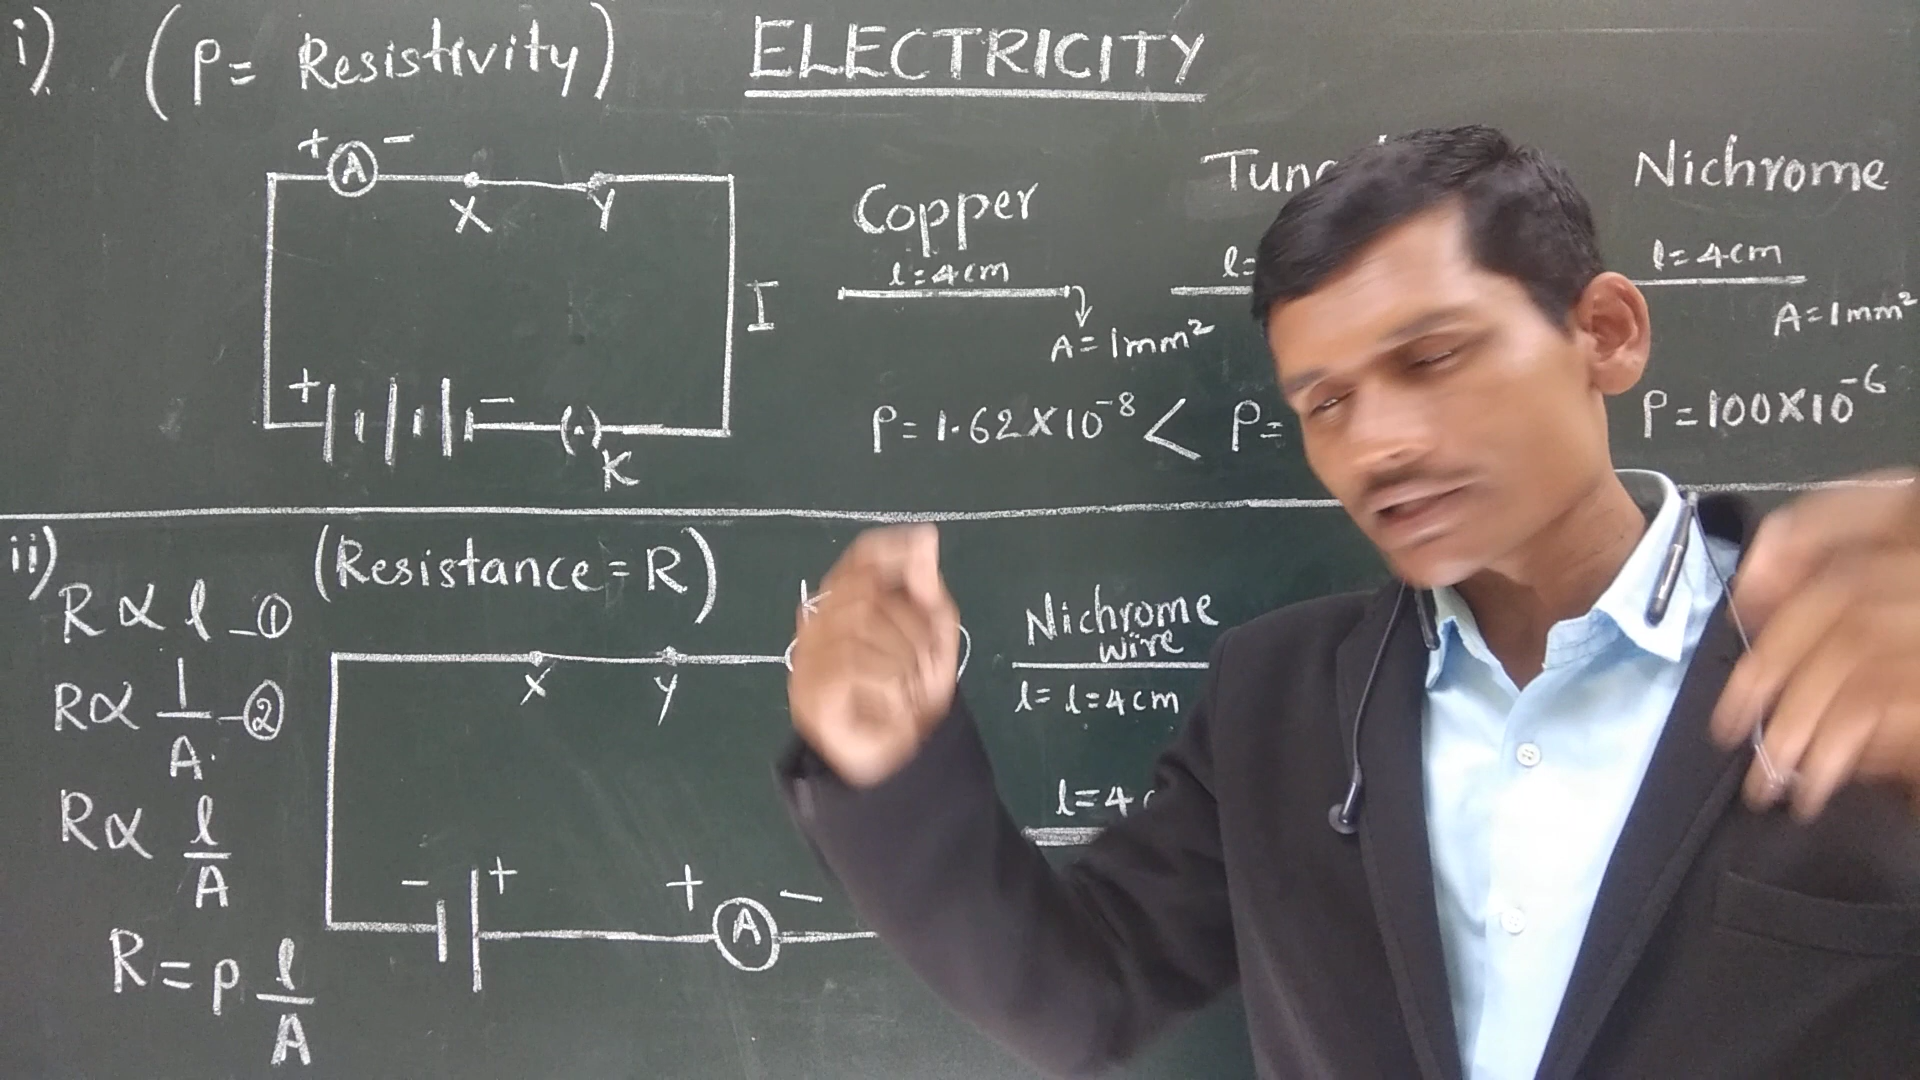 i) (ρ = Resistivity) ELECTRICITY
+ A -
X Y
I
+ -
K
Copper
l = 4cm
A = 1mm²
ρ = 1.62×10⁻⁸ < ρ =
l =
Nichrome
l = 4cm
A = 1mm²
ρ = 100×10⁻⁶
ii) (Resistance = R)
R ∝ l -①
R ∝ 1/A. -②
R ∝ l/A
R = ρ l/A
X Y K
- + + A -
Nichrome
wire
l = l = 4cm
l = 4